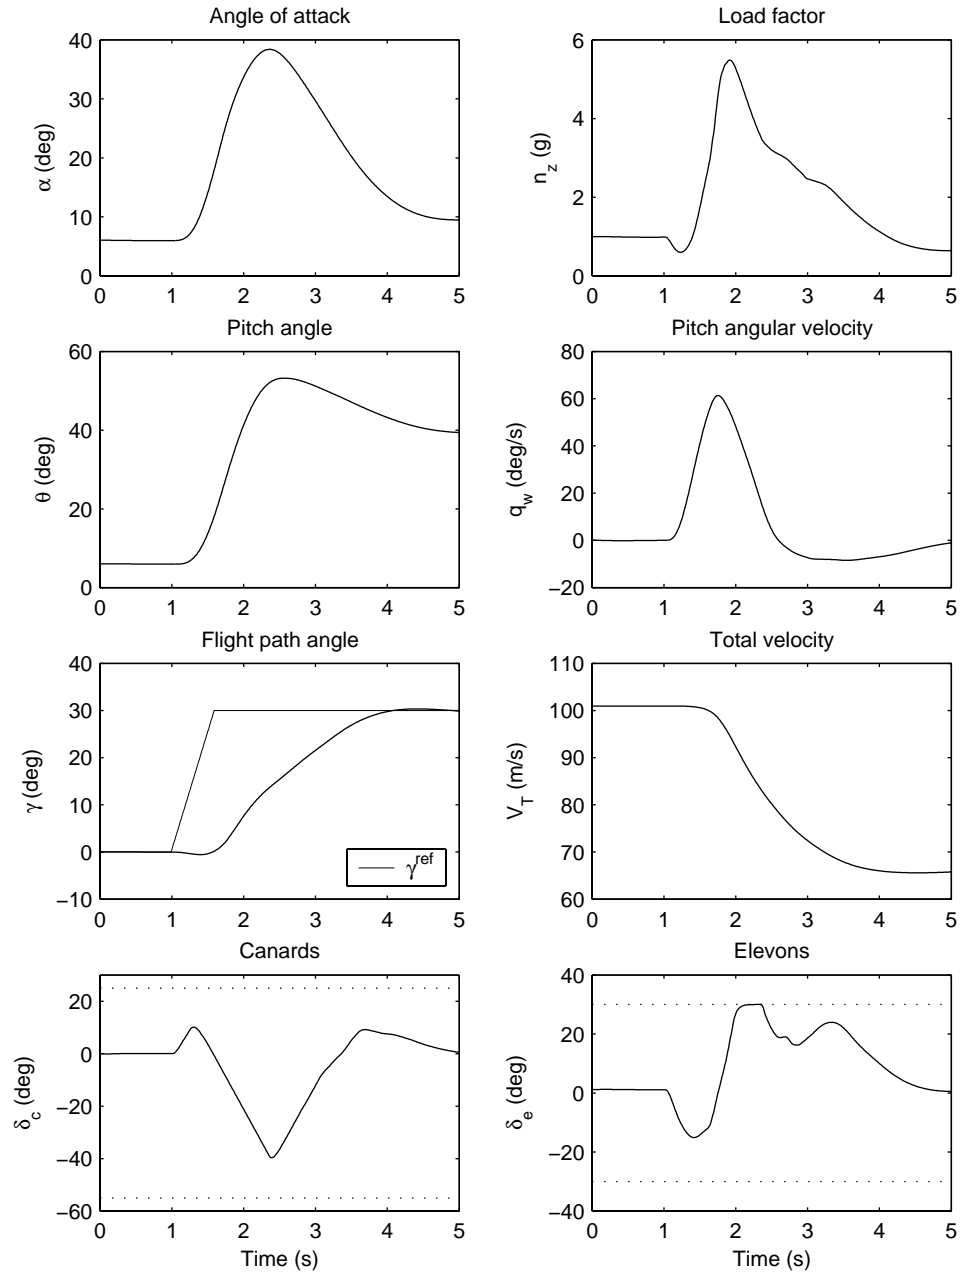 Angle of attack
Load factor
α (deg)
40
30
20
10
0
0 1 2 3 4 5
n_z (g)
6
4
2
0
0 1 2 3 4 5
Pitch angle
Pitch angular velocity
θ (deg)
60
40
20
0
0 1 2 3 4 5
q_w (deg/s)
80
60
40
20
0
−20
0 1 2 3 4 5
Flight path angle
Total velocity
γ (deg)
40
30
20
10
0
−10
γ^ref
0 1 2 3 4 5
V_T (m/s)
110
100
90
80
70
60
0 1 2 3 4 5
Canards
Elevons
δ_c (deg)
20
0
−20
−40
−60
0 1 2 3 4 5
Time (s)
δ_e (deg)
40
20
0
−20
−40
0 1 2 3 4 5
Time (s)